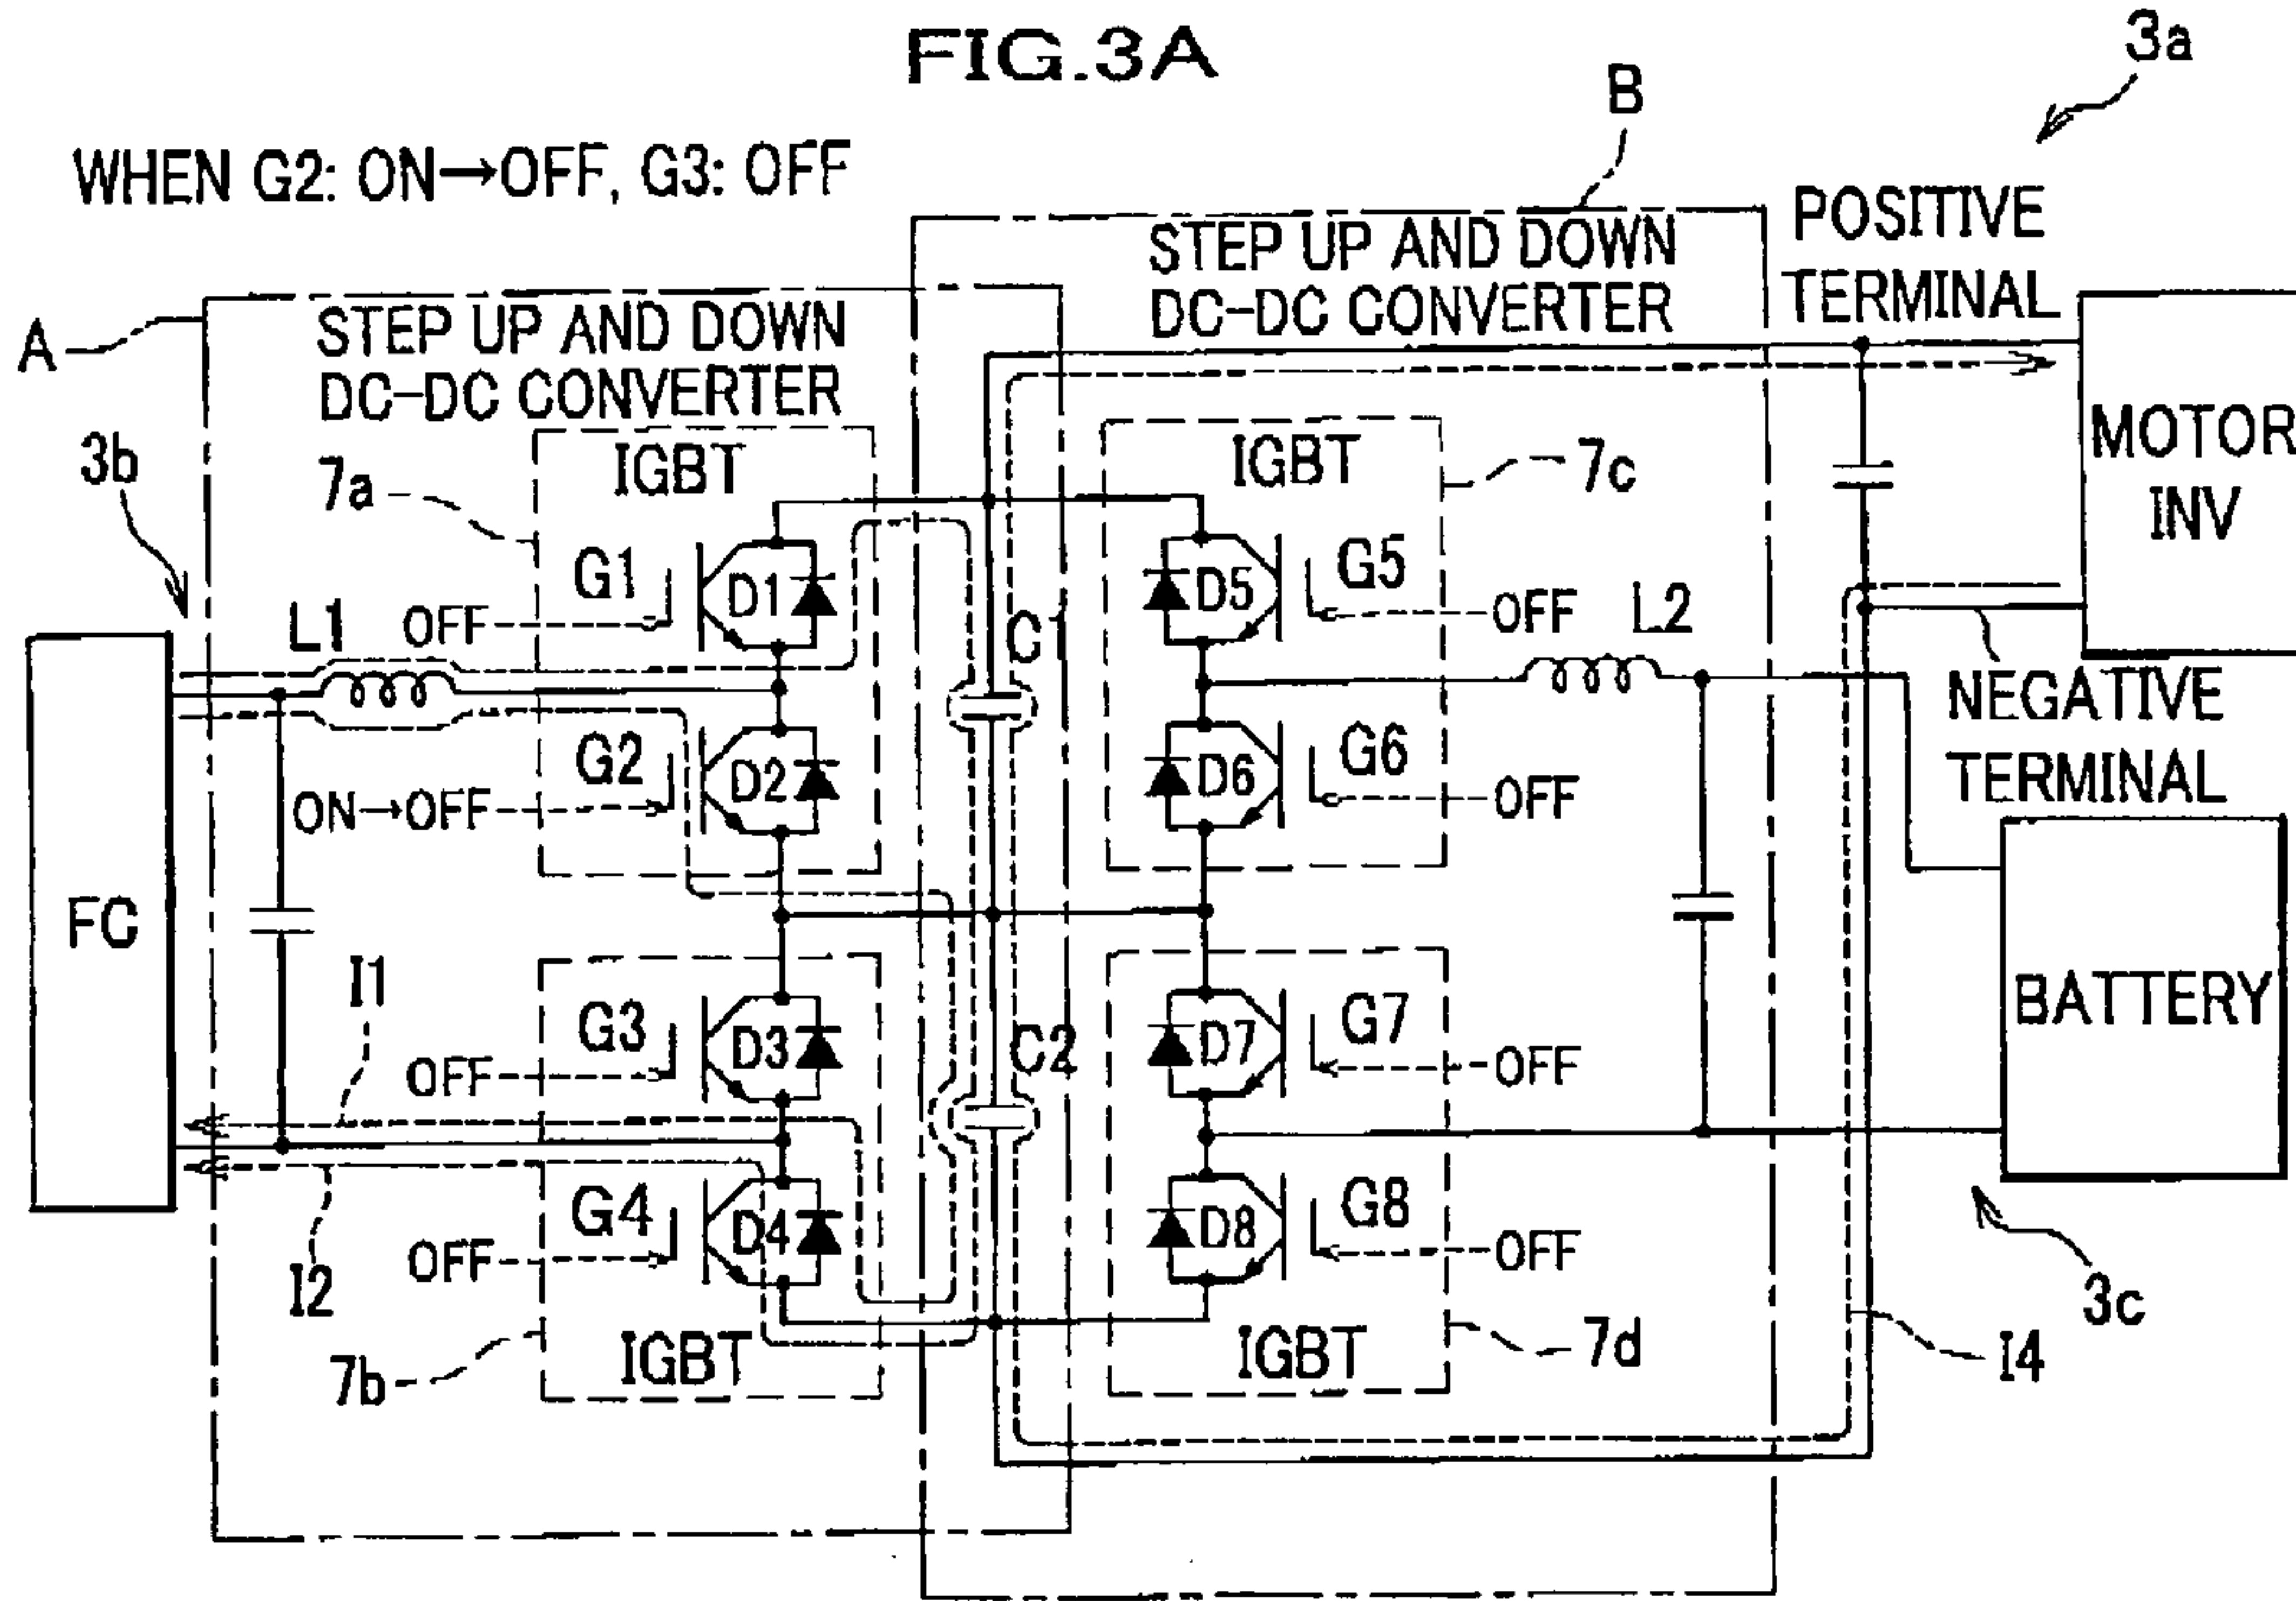 FIG.3A
3a
B
WHEN G2: ON→OFF, G3: OFF
POSITIVE
TERMINAL
STEP UP AND DOWN
DC-DC CONVERTER
A
STEP UP AND DOWN
DC-DC CONVERTER
3b
7a
IGBT
IGBT
7c
MOTOR
INV
G1
D1
OFF
L1
C1
D5
G5
OFF
L2
G2
D2
ON→OFF
D6
G6
OFF
NEGATIVE
TERMINAL
FC
I1
G3
D3
OFF
C2
D7
G7
OFF
BATTERY
I2
G4
D4
OFF
D8
G8
OFF
3c
7b
IGBT
IGBT
7d
I4